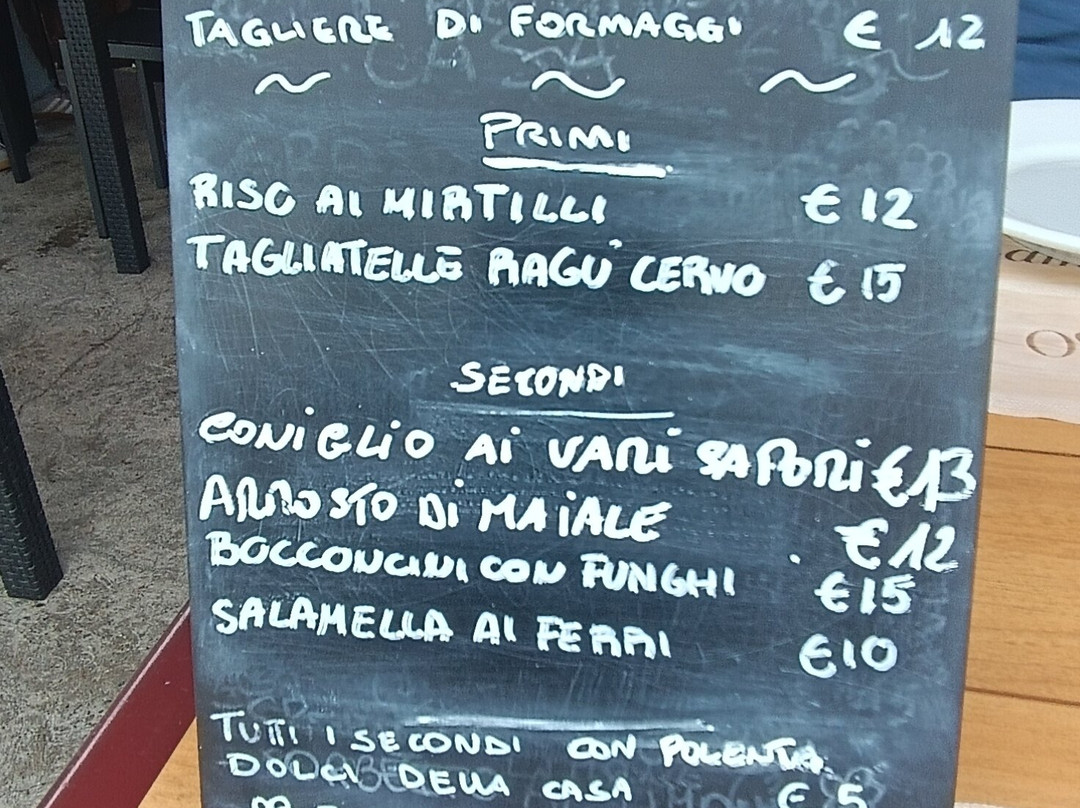 TAGLIERE DI FORMAGGI € 12
PRIMI
RISO AI MIRTILLI € 12
TAGLIATELLE RAGÙ CERVO € 15
SECONDI
CONIGLIO AI VARI SAPORI € 13
ARROSTO DI MAIALE € 12
BOCCONCINI CON FUNGHI € 15
SALAMELLA AI FERRI €10
TUTTI I SECONDI CON POLENTA
DOLCI DELLA CASA € 5